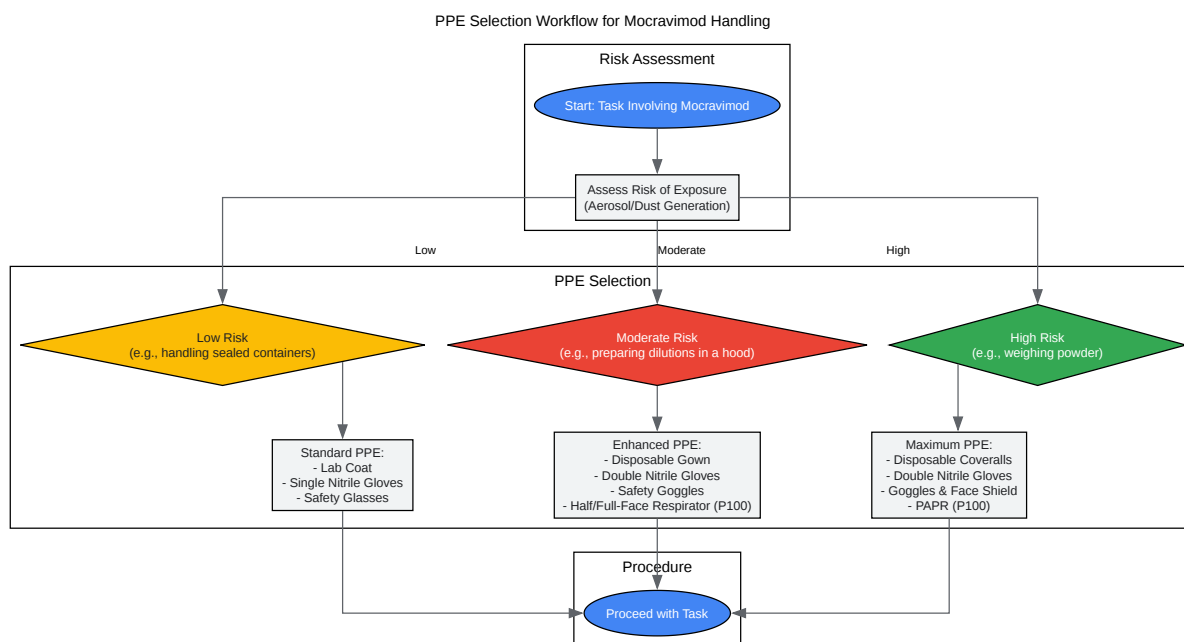 PPE Selection Workflow for Mocravimod Handling
Risk Assessment
Start: Task Involving Mocravimod
Assess Risk of Exposure
(Aerosol/Dust Generation)
Low
Moderate
High
PPE Selection
Low Risk
(e.g., handling sealed containers)
Moderate Risk
(e.g., preparing dilutions in a hood)
High Risk
(e.g., weighing powder)
Standard PPE:
- Lab Coat
- Single Nitrile Gloves
- Safety Glasses
Enhanced PPE:
- Disposable Gown
- Double Nitrile Gloves
- Safety Goggles
- Half/Full-Face Respirator (P100)
Maximum PPE:
- Disposable Coveralls
- Double Nitrile Gloves
- Goggles & Face Shield
- PAPR (P100)
Procedure
Proceed with Task